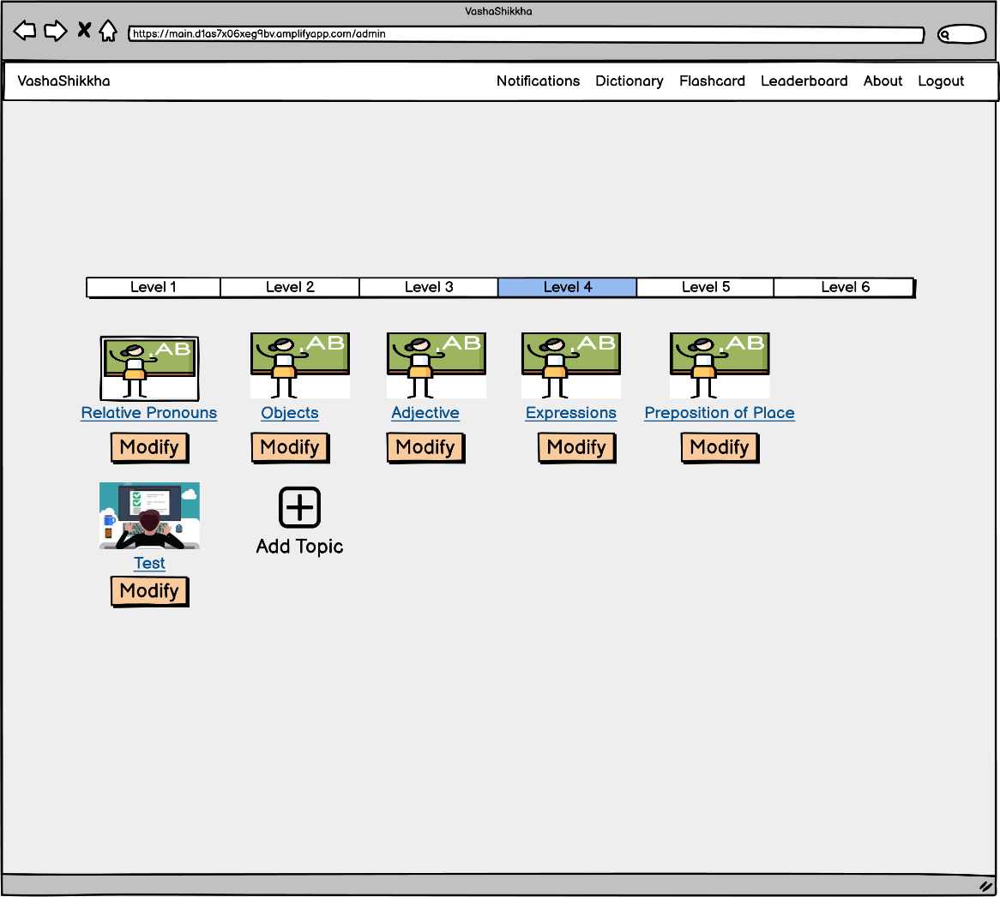 VashaShikkha
https://main.d1as7x06xeg9bv.amplifyapp.com/admin
VashaShikkha Notifications Dictionary Flashcard Leaderboard About Logout
Level 1 Level 2 Level 3 Level 4 Level 5 Level 6
.AB .AB .AB .AB .AB
Relative Pronouns Objects Adjective Expressions Preposition of Place
Modify Modify Modify Modify Modify
Add Topic
Test
Modify